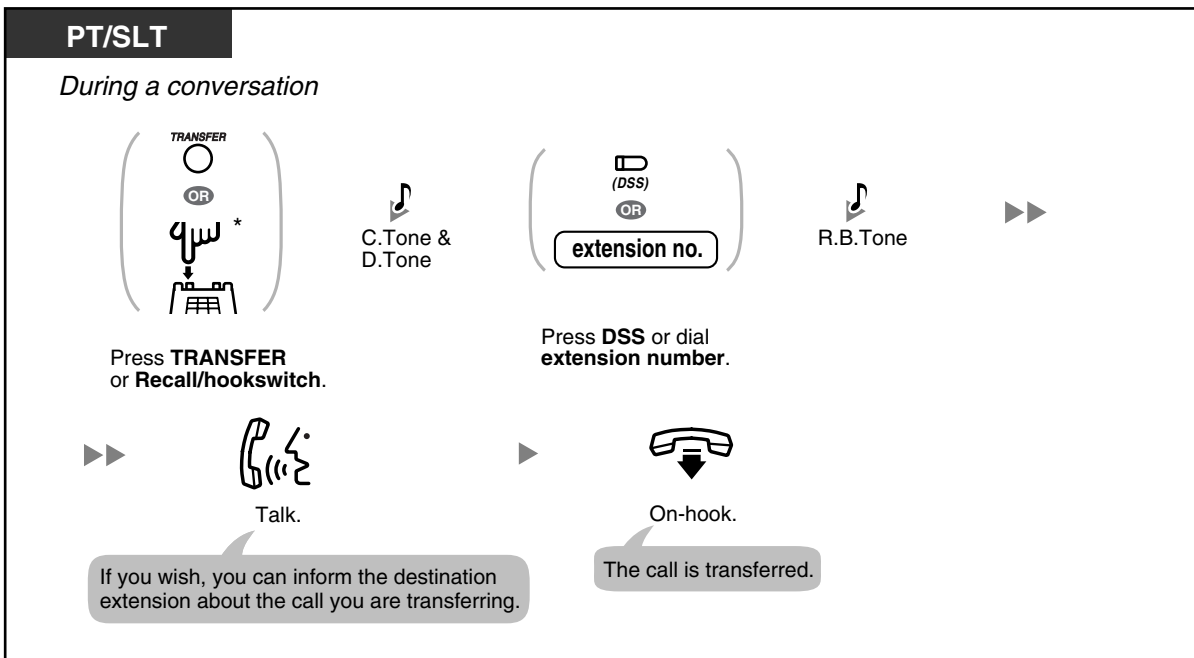 PT/SLT
During a conversation
TRANSFER
OR
*
C.Tone &
D.Tone
(DSS)
OR
extension no.
R.B.Tone
Press TRANSFER
or Recall/hookswitch.
Press DSS or dial
extension number.
Talk.
If you wish, you can inform the destination
extension about the call you are transferring.
On-hook.
The call is transferred.